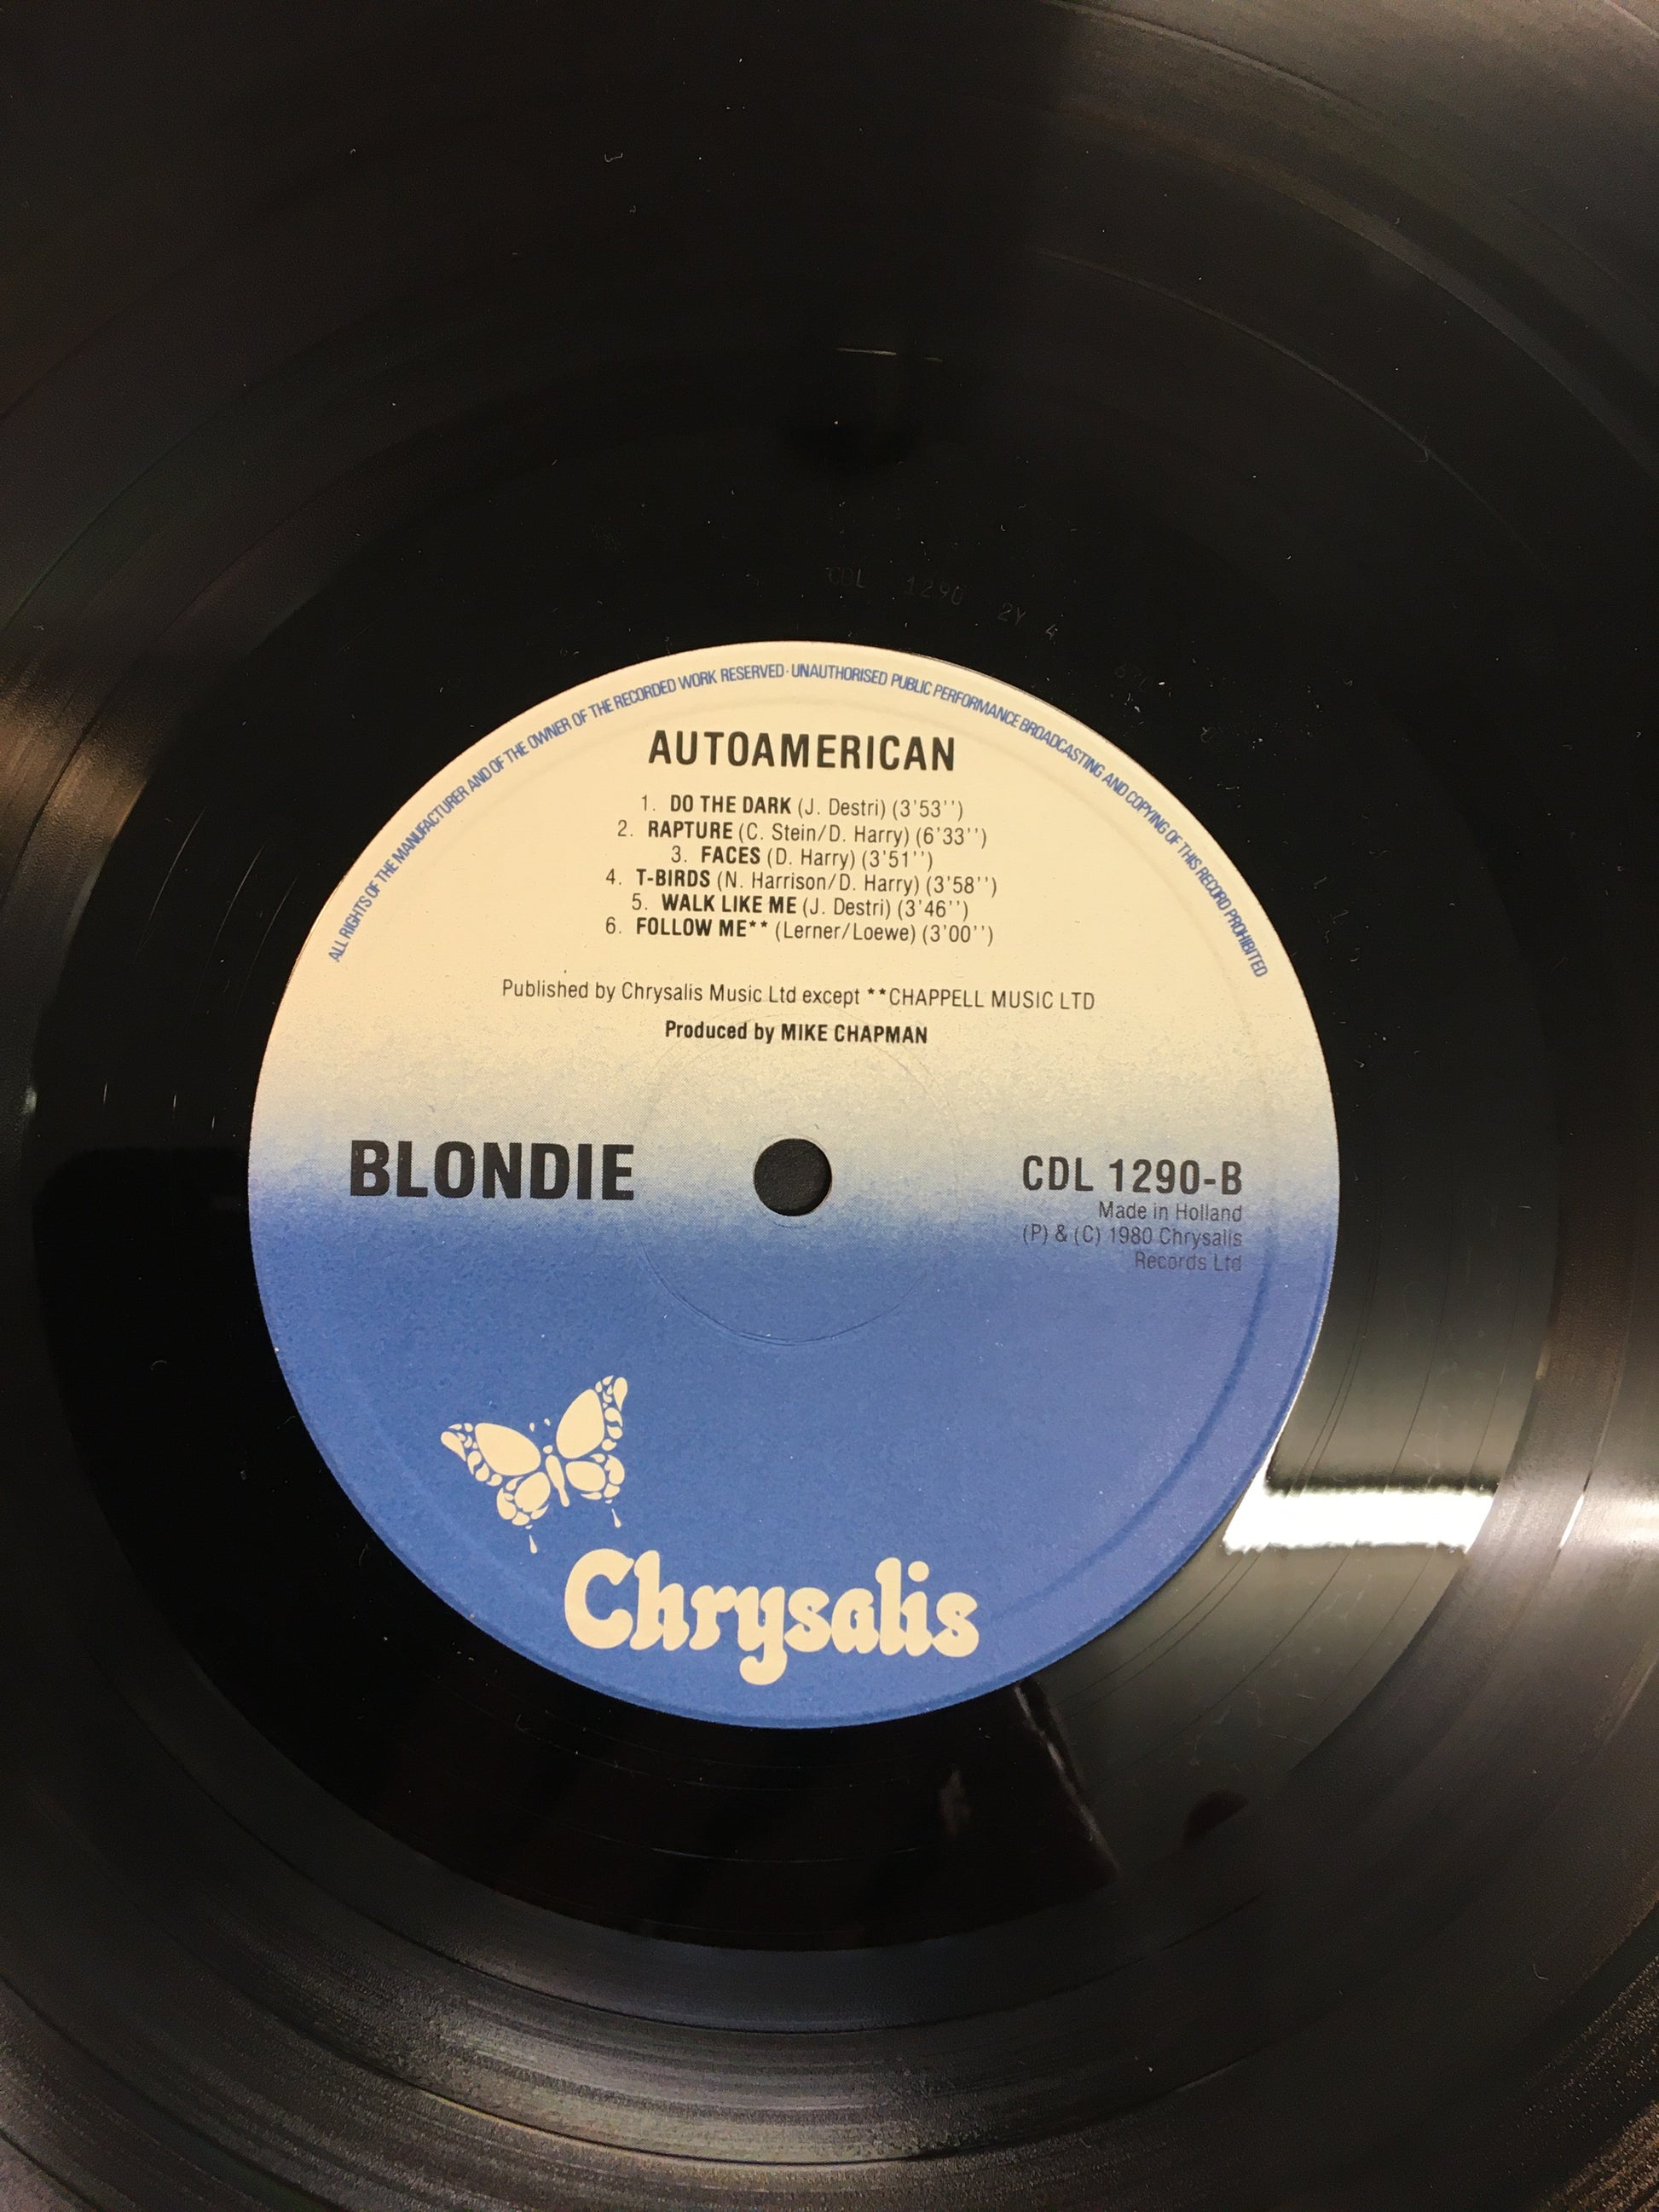 CDL 1290 2Y 4
ALL RIGHTS OF THE MANUFACTURER AND OF THE OWNER OF THE RECORDED WORK RESERVED · UNAUTHORISED PUBLIC PERFORMANCE BROADCASTING AND COPYING OF THIS RECORD PROHIBITED
AUTOAMERICAN
1. DO THE DARK (J. Destri) (3'53'')
2. RAPTURE (C. Stein/D. Harry) (6'33'')
3. FACES (D. Harry) (3'51'')
4. T-BIRDS (N. Harrison/D. Harry) (3'58'')
5. WALK LIKE ME (J. Destri) (3'46'')
6. FOLLOW ME** (Lerner/Loewe) (3'00'')
Published by Chrysalis Music Ltd except **CHAPPELL MUSIC LTD
Produced by MIKE CHAPMAN
BLONDIE
CDL 1290-B
Made in Holland
(P) & (C) 1980 Chrysalis
Records Ltd
Chrysalis